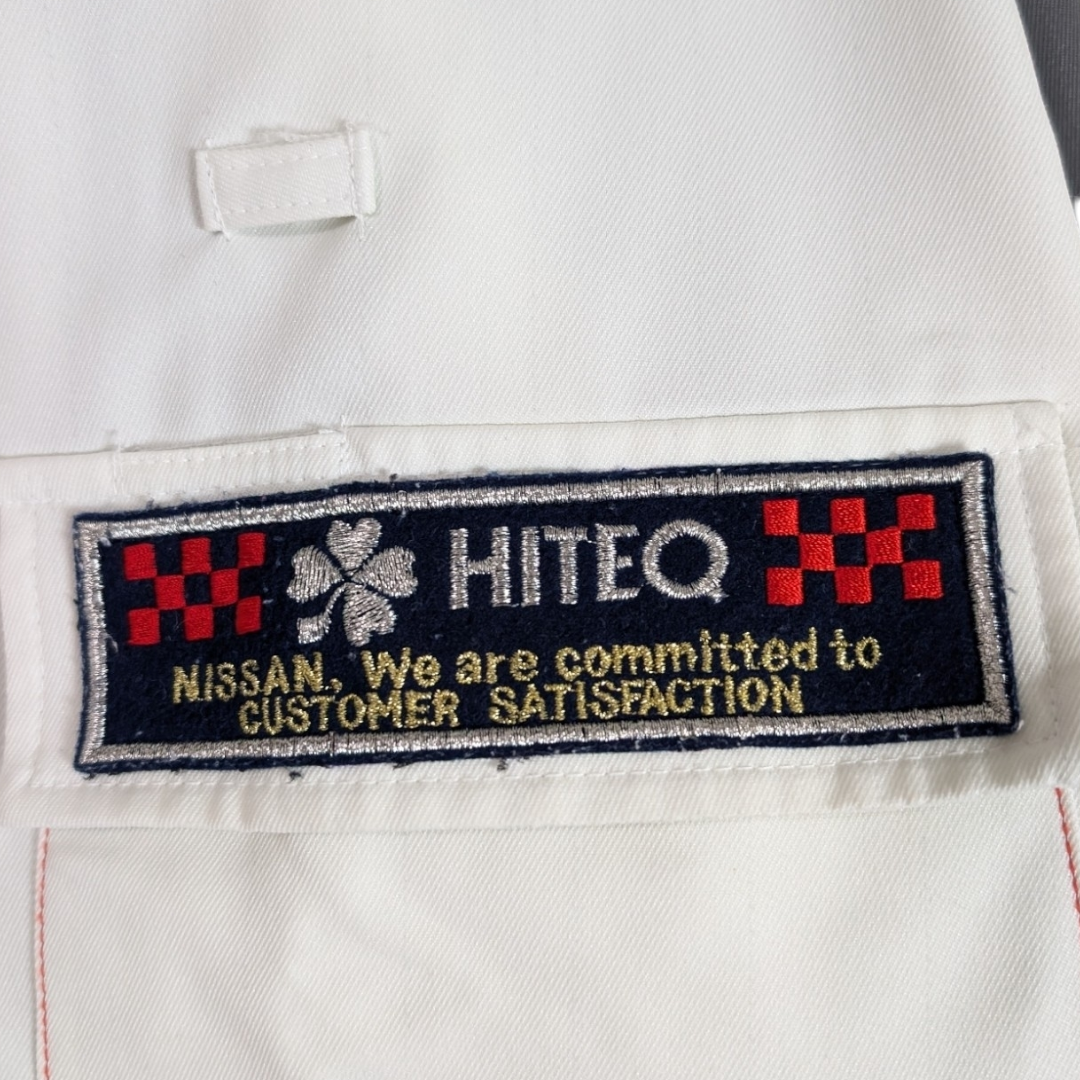 HITEQ
NISSAN, We are committed to
CUSTOMER SATISFACTION